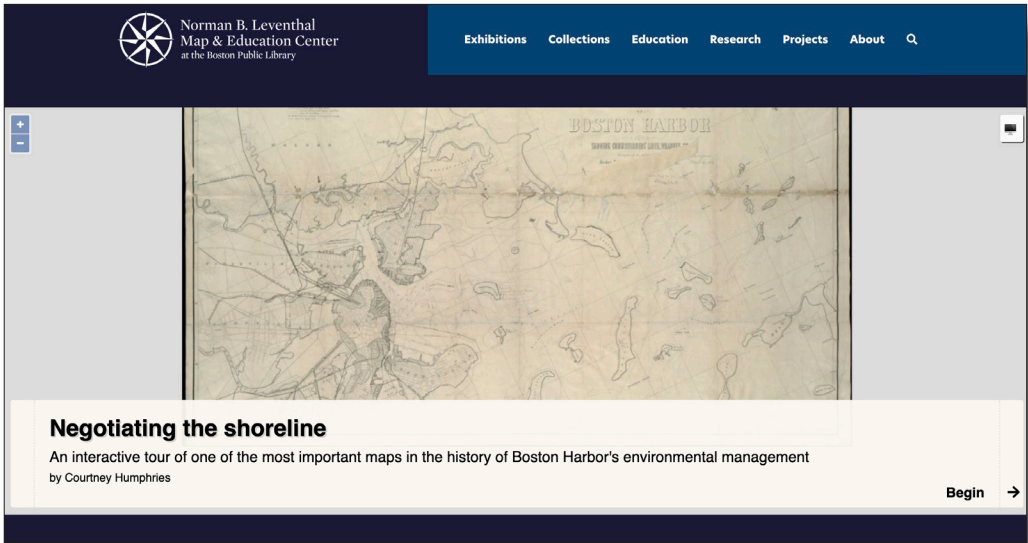 Norman B. Leventhal
Map & Education Center
at the Boston Public Library
Exhibitions Collections Education Research Projects About
+
-
BOSTON HARBOR
Negotiating the shoreline
An interactive tour of one of the most important maps in the history of Boston Harbor's environmental management
by Courtney Humphries
Begin →